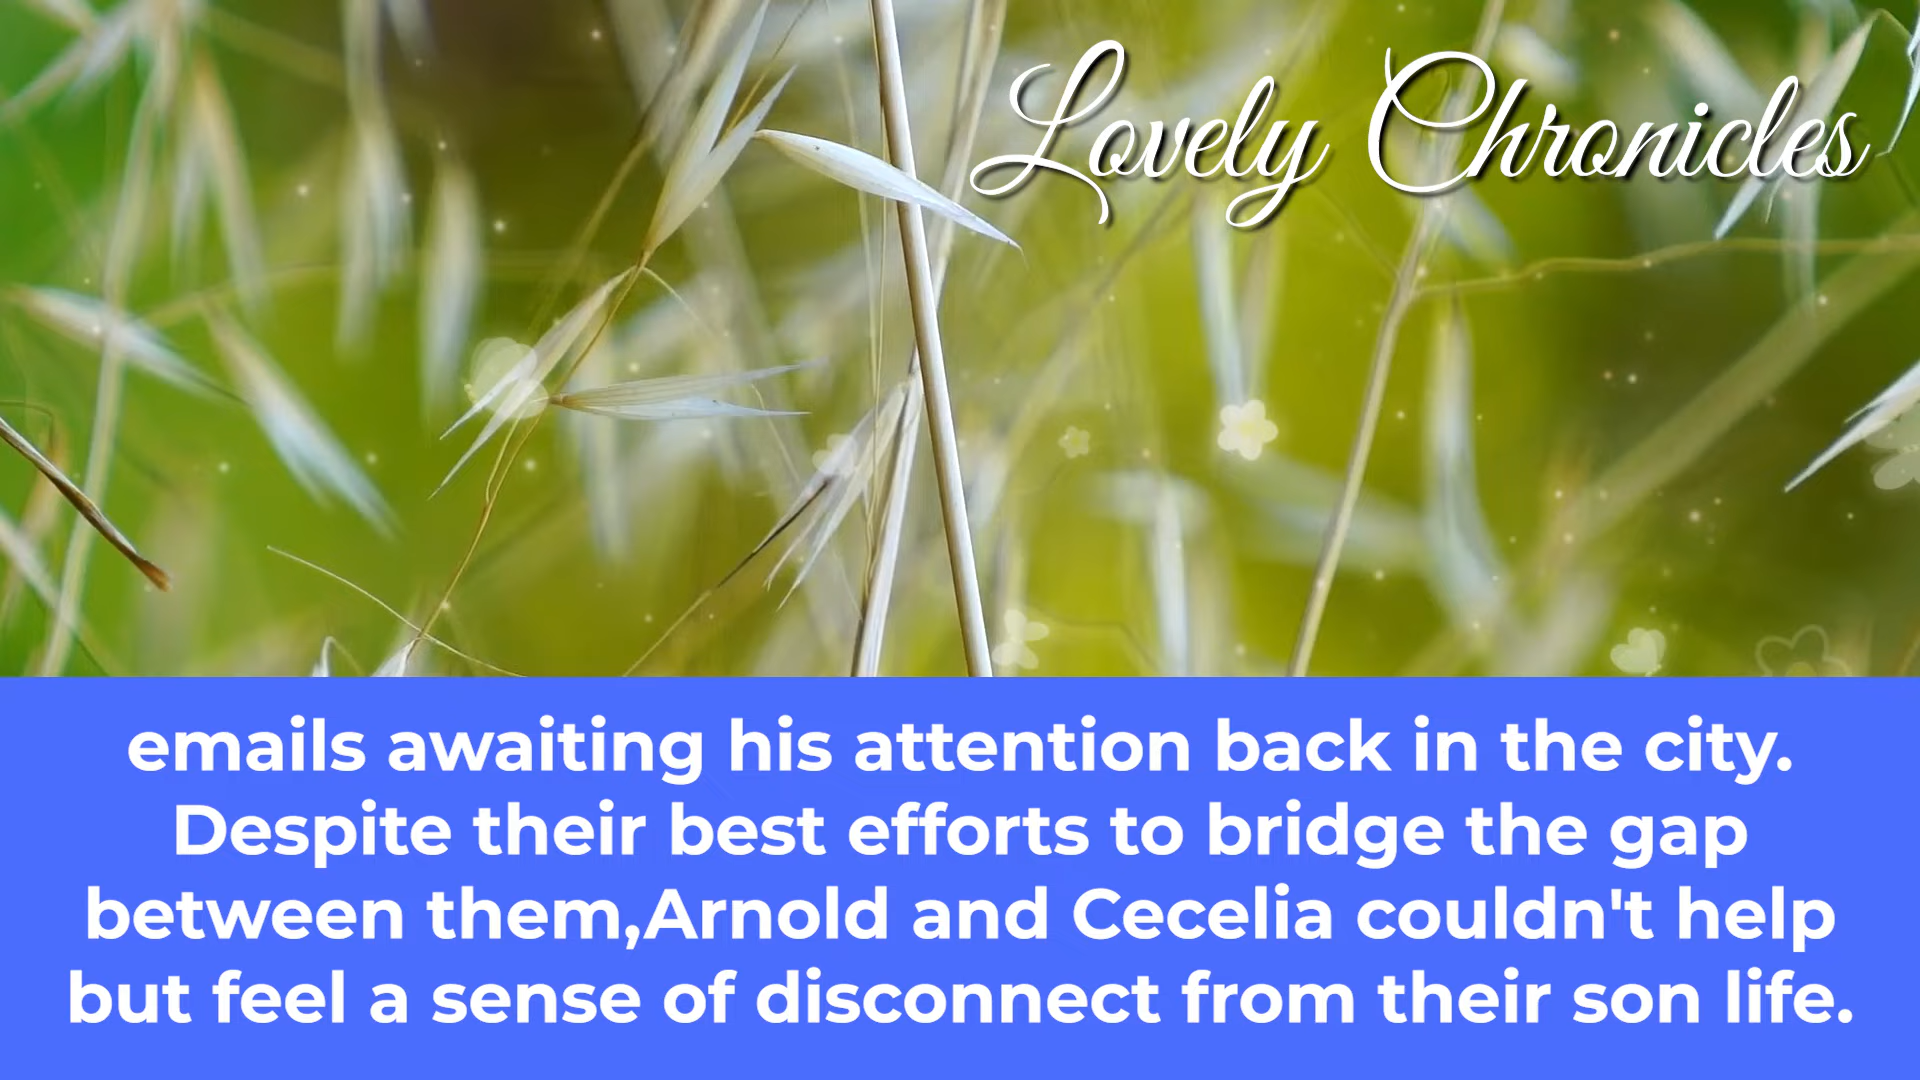 Lovely Chronicles
emails awaiting his attention back in the city.
Despite their best efforts to bridge the gap
between them,Arnold and Cecelia couldn't help
but feel a sense of disconnect from their son life.